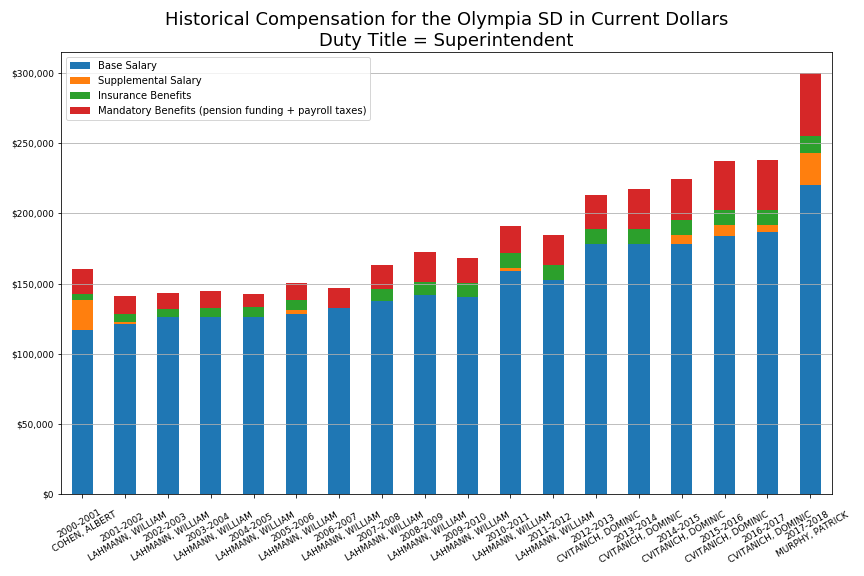 Historical Compensation for the Olympia SD in Current Dollars
Duty Title = Superintendent
Base Salary
Supplemental Salary
Insurance Benefits
Mandatory Benefits (pension funding + payroll taxes)
$300,000
$250,000
$200,000
$150,000
$100,000
$50,000
$0
2000-2001
COHEN, ALBERT
2001-2002
LAHMANN, WILLIAM
2002-2003
LAHMANN, WILLIAM
2003-2004
LAHMANN, WILLIAM
2004-2005
LAHMANN, WILLIAM
2005-2006
LAHMANN, WILLIAM
2006-2007
LAHMANN, WILLIAM
2007-2008
LAHMANN, WILLIAM
2008-2009
LAHMANN, WILLIAM
2009-2010
LAHMANN, WILLIAM
2010-2011
LAHMANN, WILLIAM
2011-2012
LAHMANN, WILLIAM
2012-2013
CVITANICH, DOMINIC
2013-2014
CVITANICH, DOMINIC
2014-2015
CVITANICH, DOMINIC
2015-2016
CVITANICH, DOMINIC
2016-2017
CVITANICH, DOMINIC
2017-2018
MURPHY, PATRICK